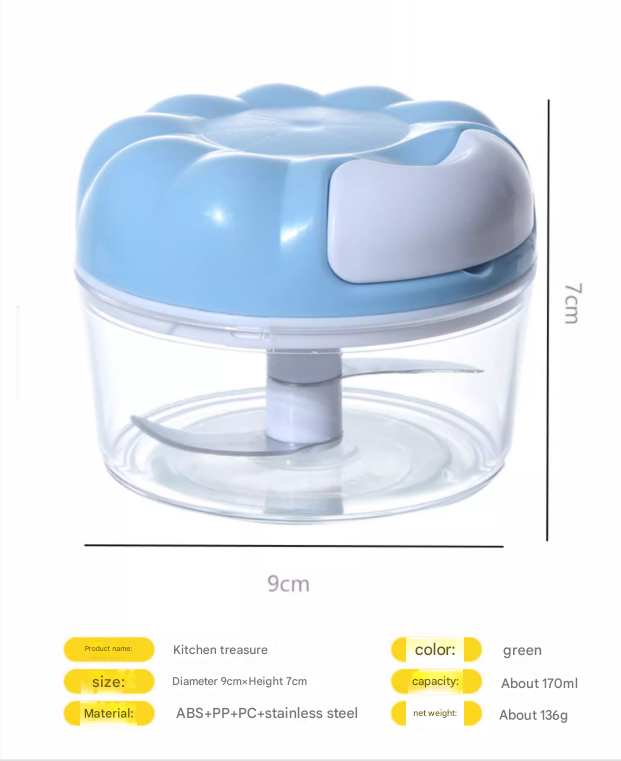 7cm
9cm
Product name: Kitchen treasure
color: green
size: Diameter 9cm×Height 7cm
capacity: About 170ml
Material: ABS+PP+PC+stainless steel
net weight: About 136g